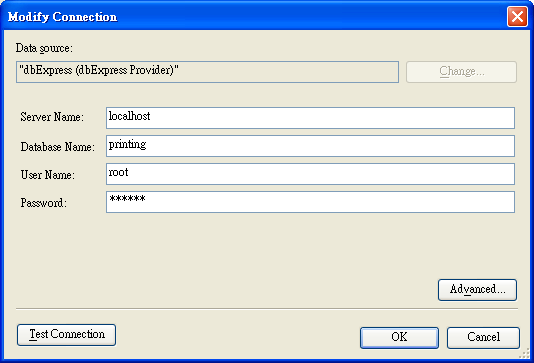 Modify Connection
Data source:
"dbExpress (dbExpress Provider)"
Change...
Server Name: localhost
Database Name: printing
User Name: root
Password: ******
Advanced...
Test Connection
OK
Cancel